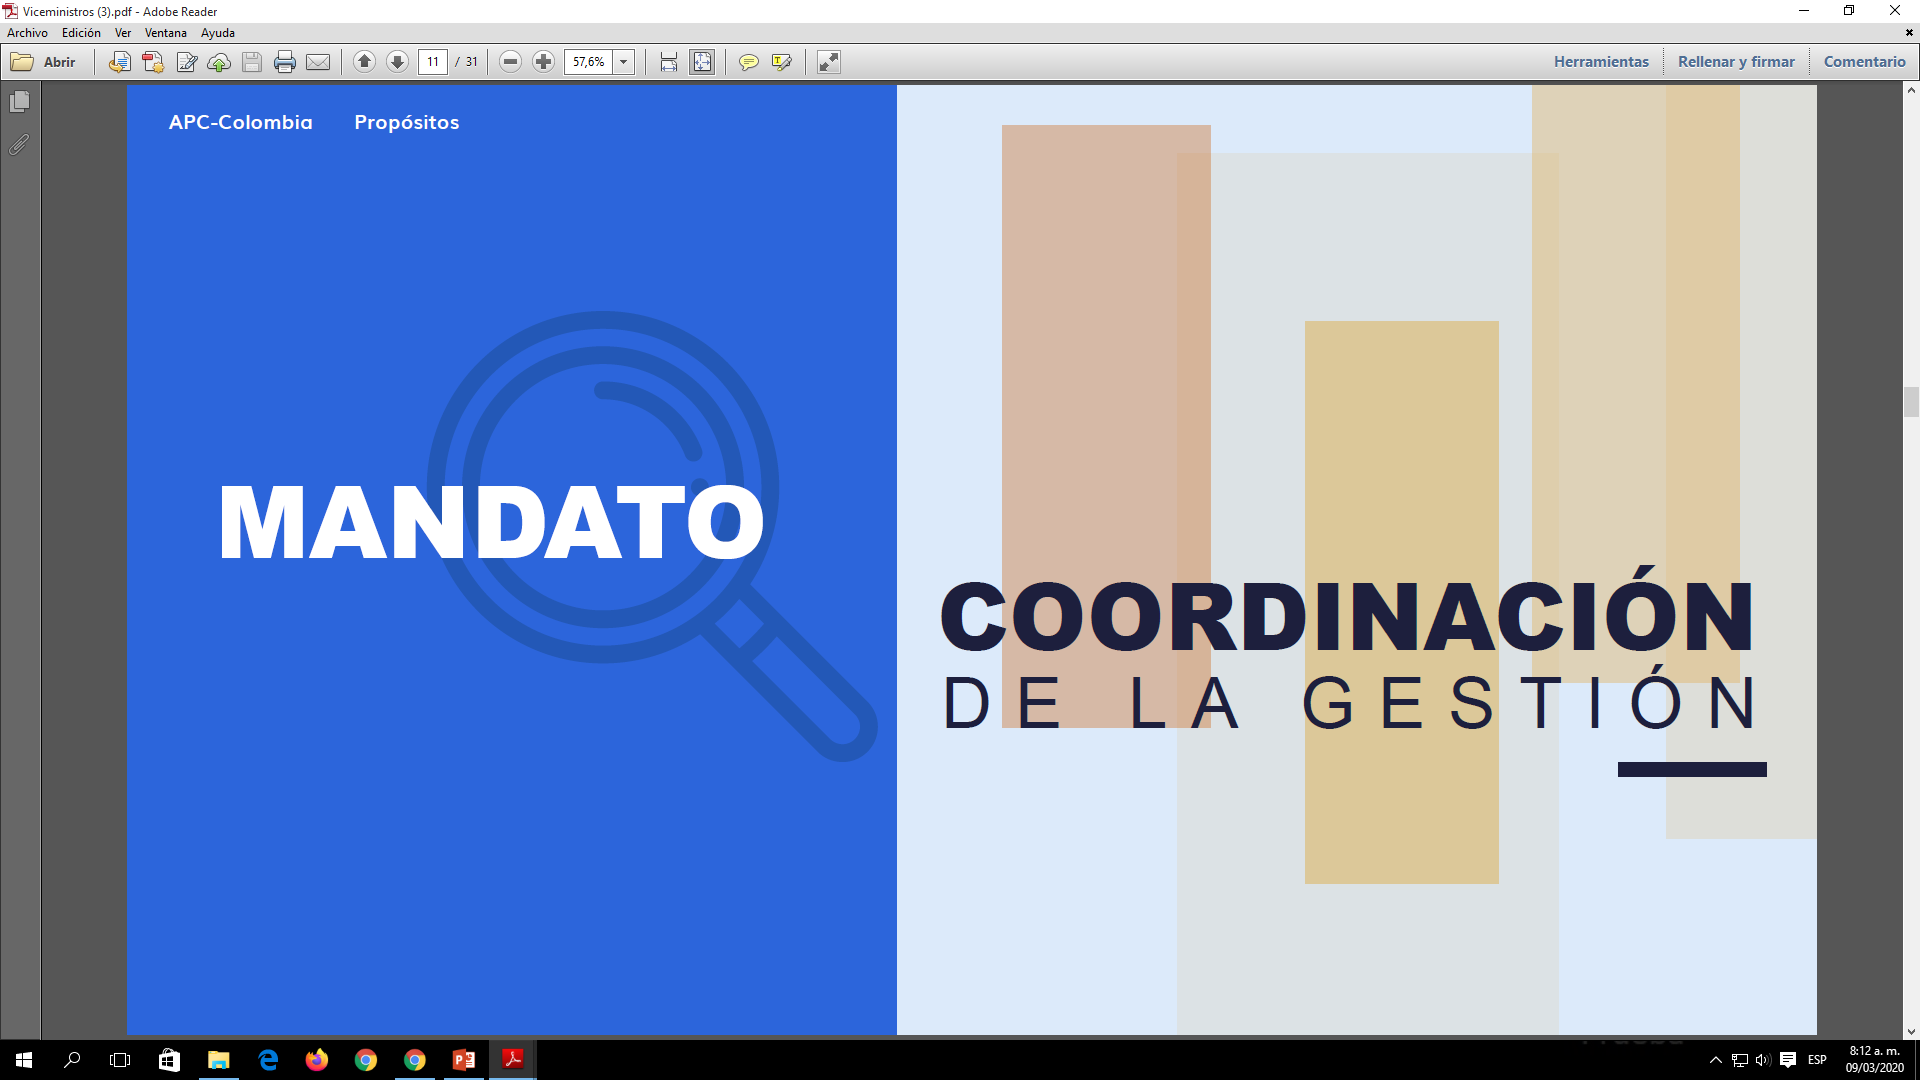 Viceministros (3).pdf - Adobe Reader
Archivo Edición Ver Ventana Ayuda
Abrir 11 / 31 57,6% Herramientas Rellenar y firmar Comentario
APC-Colombia Propósitos
MANDATO
COORDINACIÓN
DE LA GESTIÓN
ESP
8:12 a. m.
09/03/2020